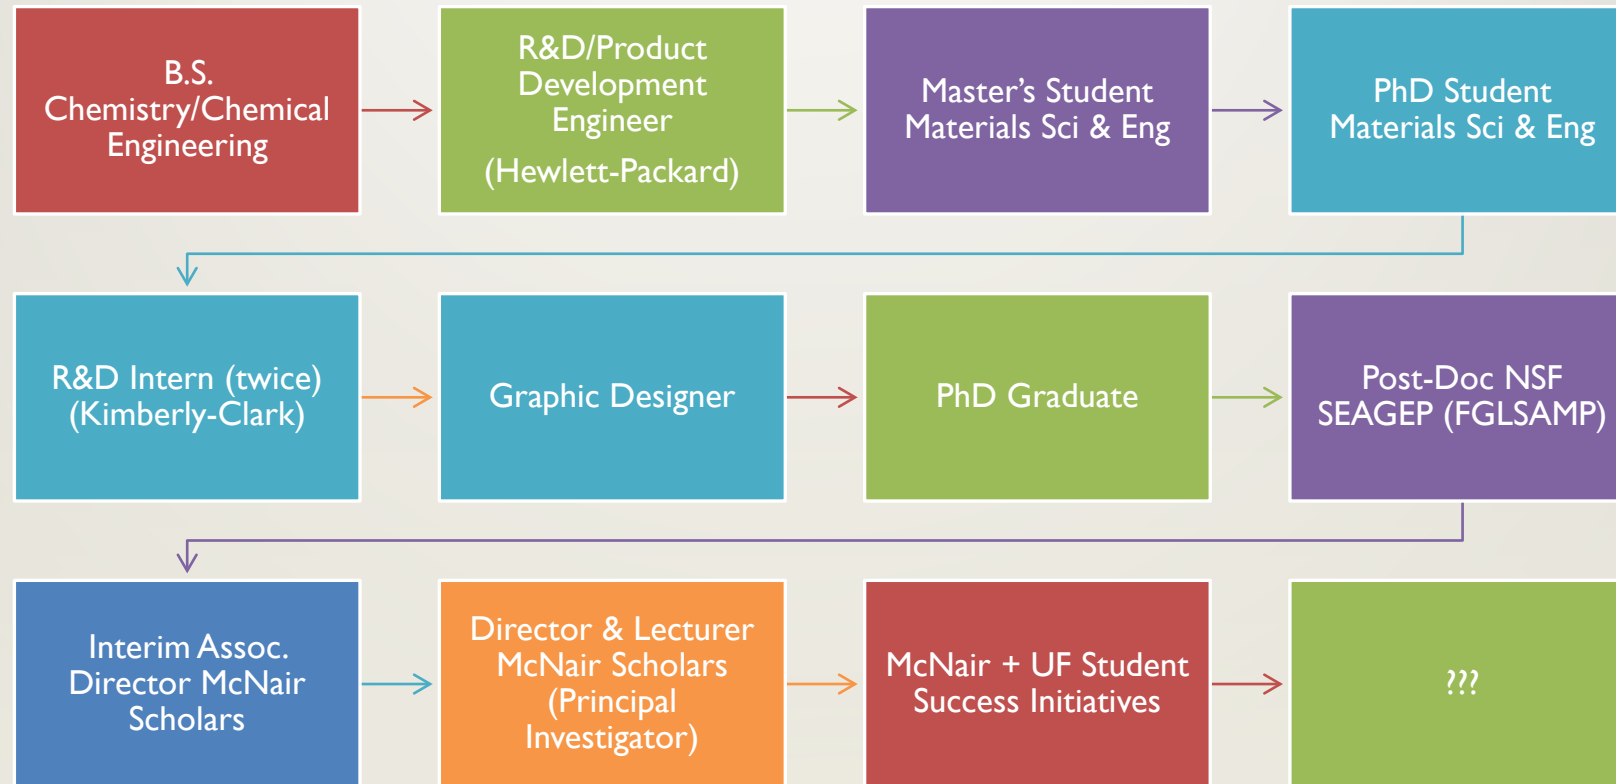 B.S.
Chemistry/Chemical
Engineering
R&D/Product
Development
Engineer
(Hewlett-Packard)
Master’s Student
Materials Sci & Eng
PhD Student
Materials Sci & Eng
R&D Intern (twice)
(Kimberly-Clark)
Graphic Designer
PhD Graduate
Post-Doc NSF
SEAGEP (FGLSAMP)
Interim Assoc.
Director McNair
Scholars
Director & Lecturer
McNair Scholars
(Principal
Investigator)
McNair + UF Student
Success Initiatives
???